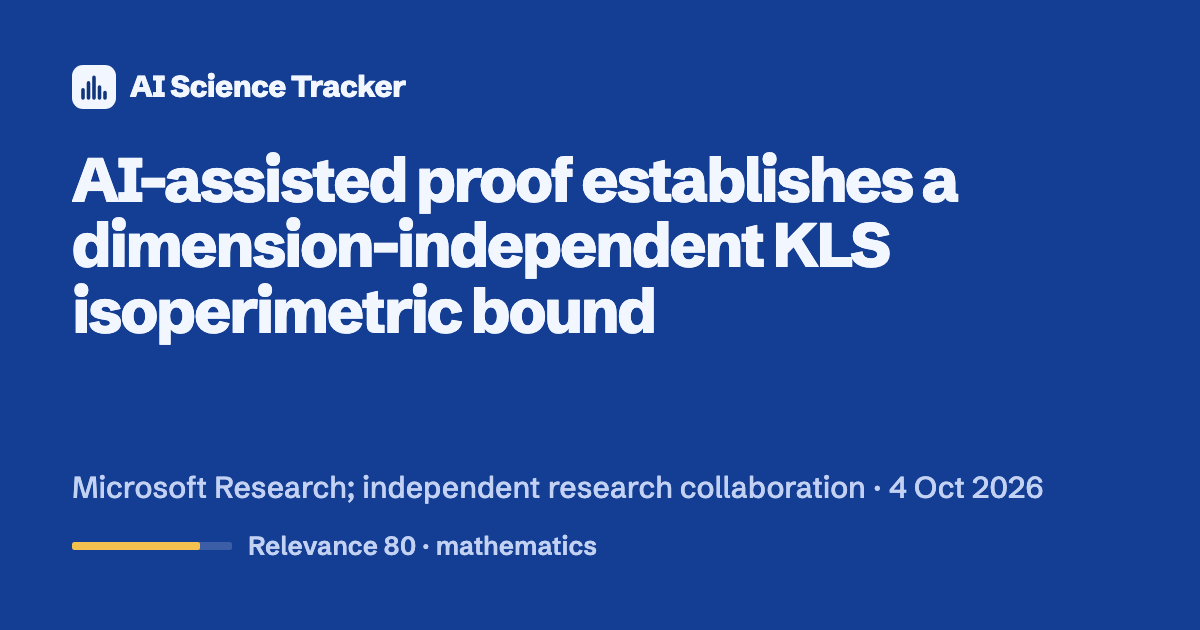 AI Science Tracker
AI-assisted proof establishes a
dimension-independent KLS
isoperimetric bound
Microsoft Research; independent research collaboration · 4 Oct 2026
Relevance 80 · mathematics